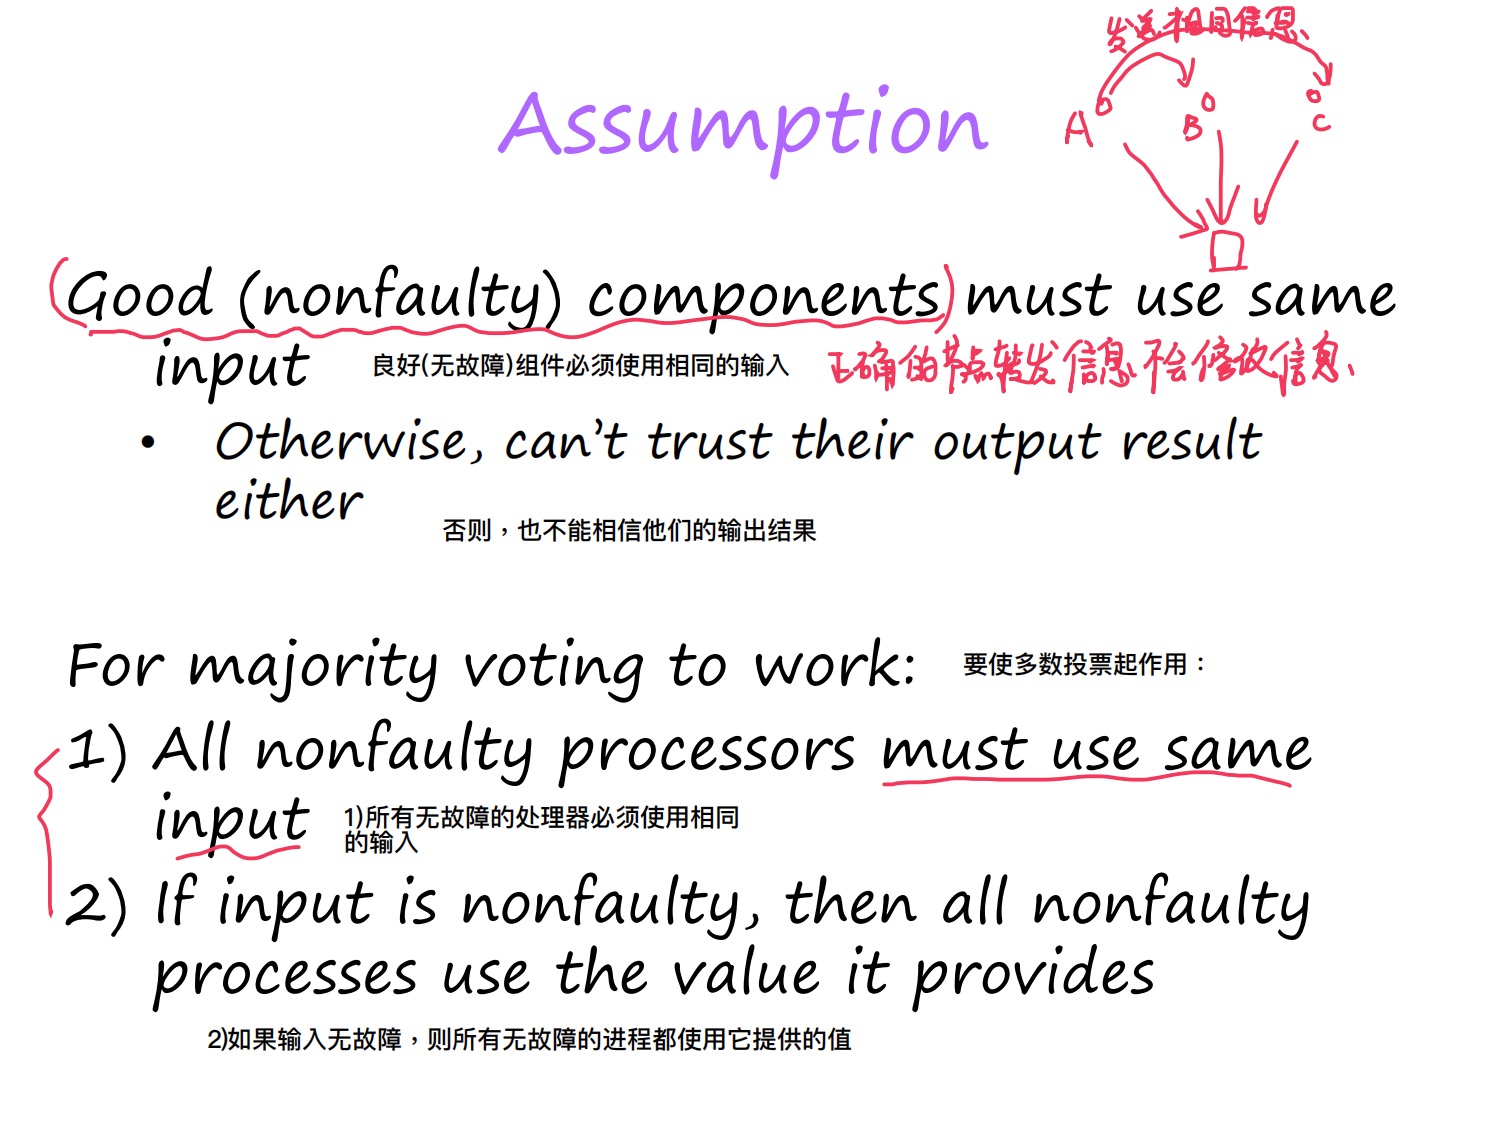 发送相同信息、
Assumption
A
B
C
Good (nonfaulty) components must use same
input
良好(无故障)组件必须使用相同的输入
正确的节点转发信息不会修改信息、
• Otherwise, can't trust their output result
either
否则，也不能相信他们的输出结果
For majority voting to work:
要使多数投票起作用：
1) All nonfaulty processors must use same
input
1)所有无故障的处理器必须使用相同
的输入
2) If input is nonfaulty, then all nonfaulty
processes use the value it provides
2)如果输入无故障，则所有无故障的进程都使用它提供的值